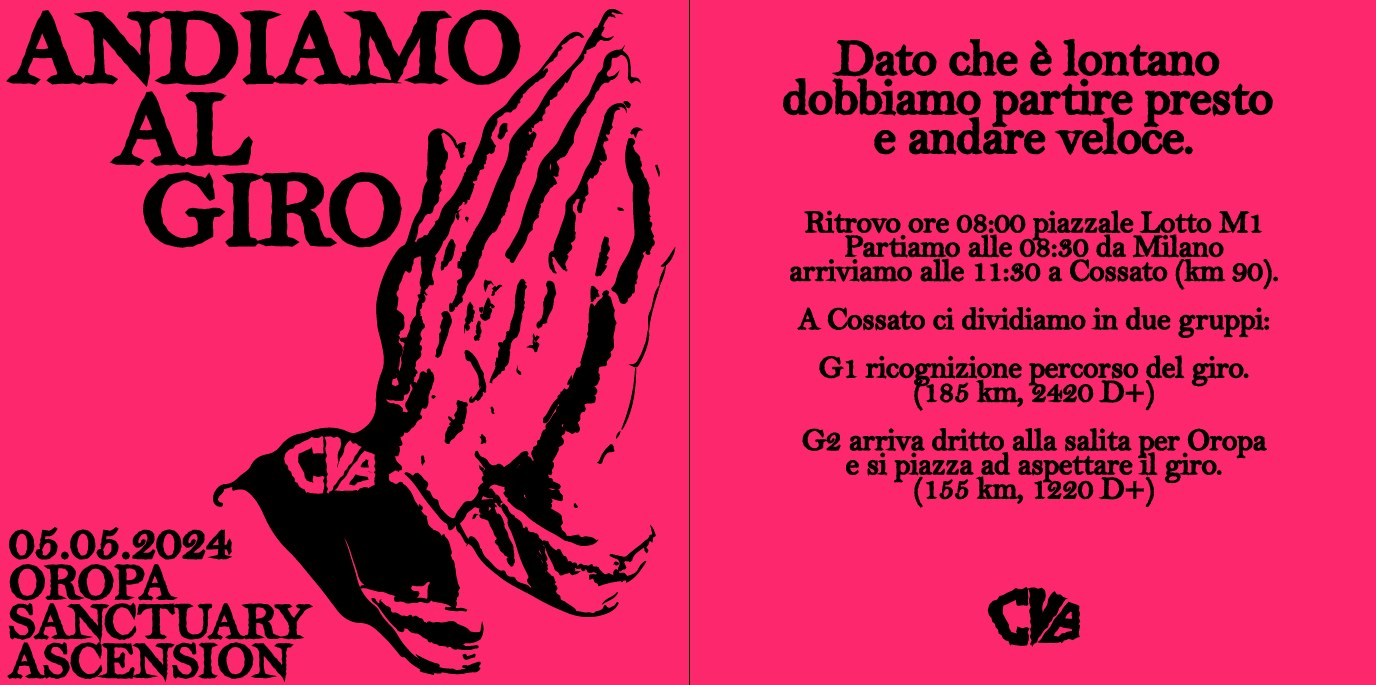 ANDIAMO
AL
GIRO
CVA
05.05.2024
OROPA
SANCTUARY
ASCENSION
Dato che è lontano
dobbiamo partire presto
e andare veloce.
Ritrovo ore 08:00 piazzale Lotto M1
Partiamo alle 08:30 da Milano
arriviamo alle 11:30 a Cossato (km 90).
A Cossato ci dividiamo in due gruppi:
G1 ricognizione percorso del giro.
(185 km, 2420 D+)
G2 arriva dritto alla salita per Oropa
e si piazza ad aspettare il giro.
(155 km, 1220 D+)
CVA